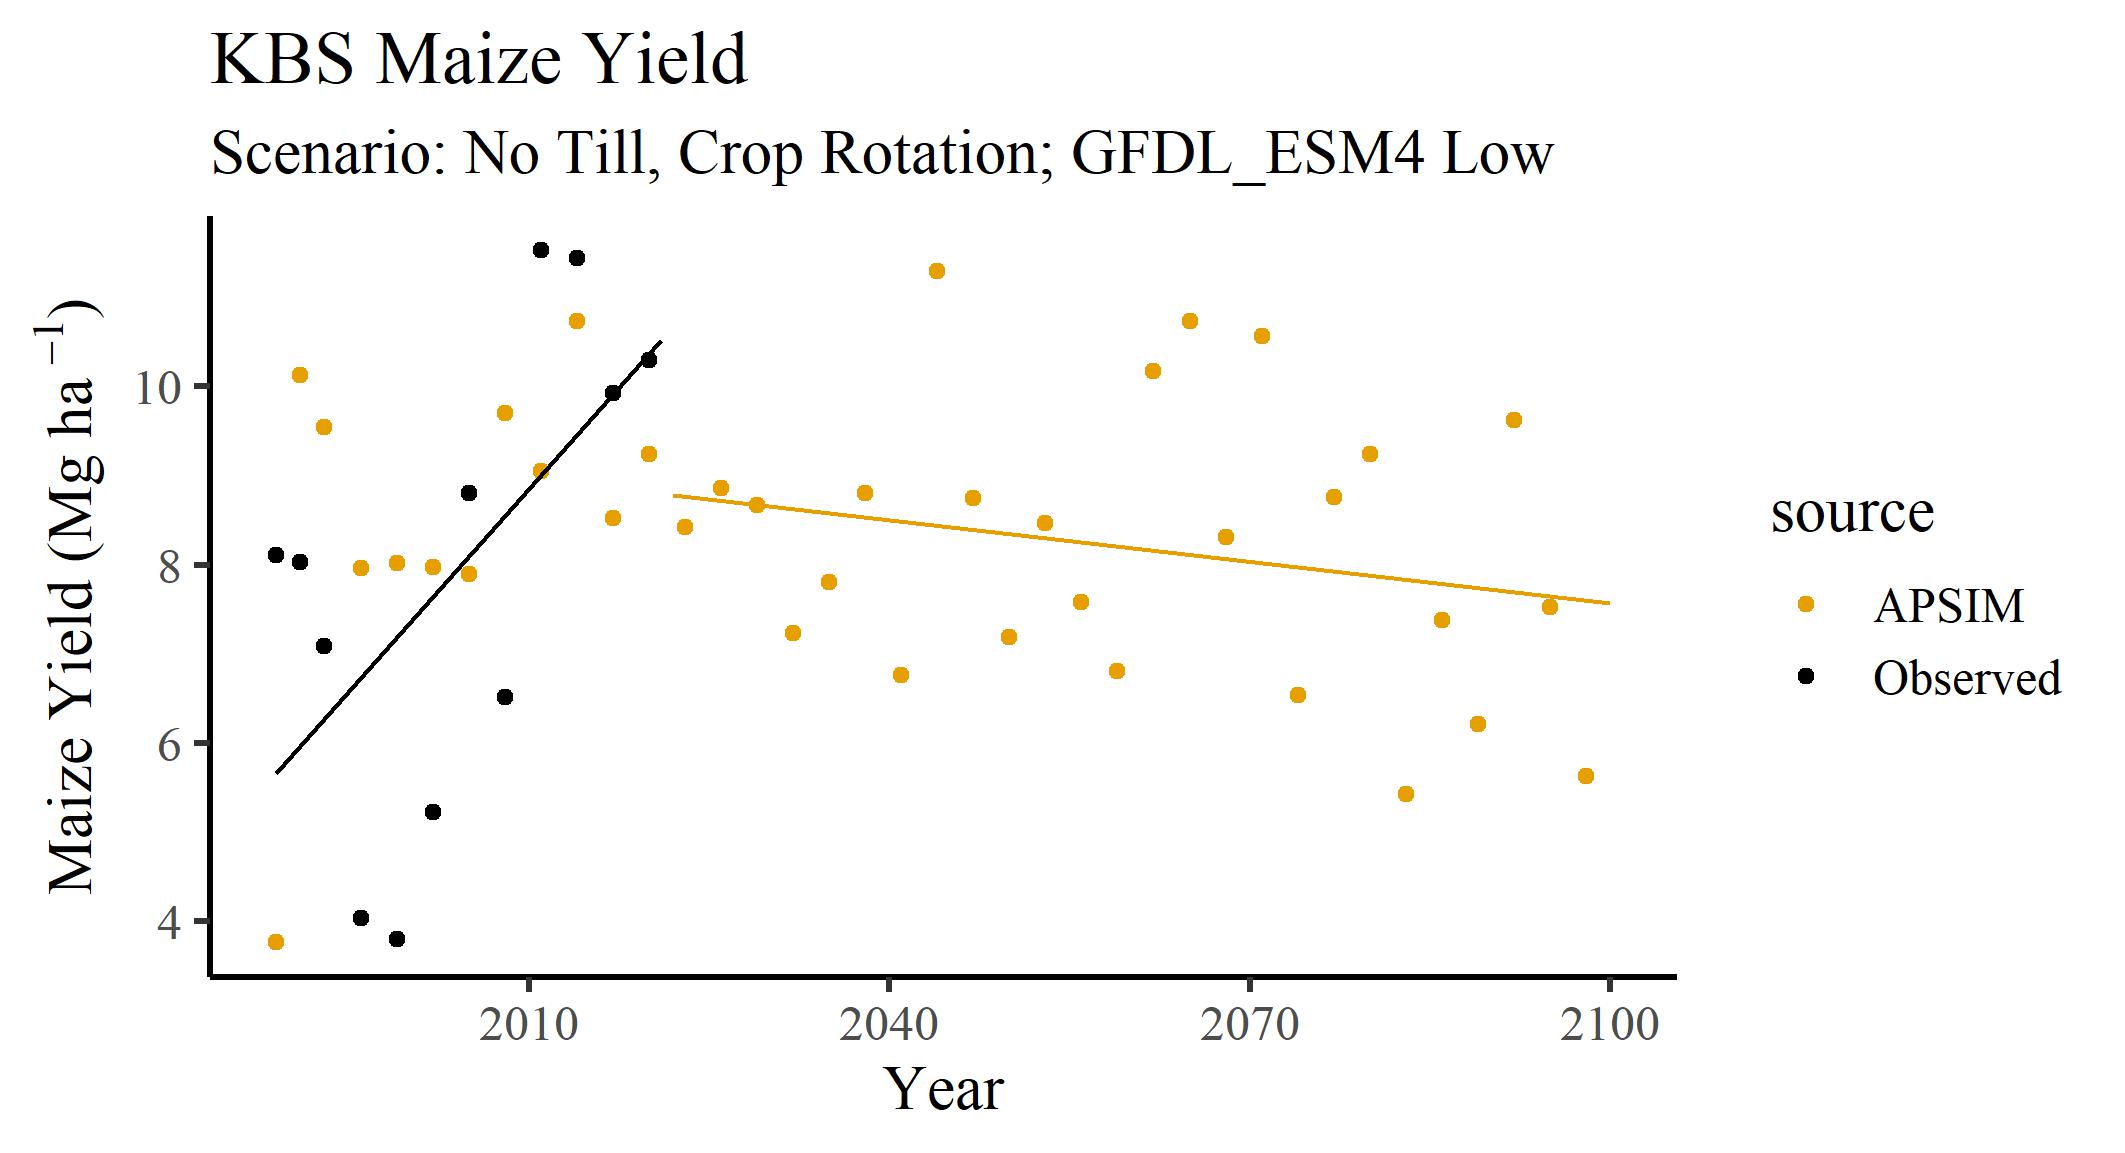 KBS Maize Yield
Scenario: No Till, Crop Rotation; GFDL_ESM4 Low
Maize Yield (Mg ha⁻¹)
10
8
6
4
2010
2040
2070
2100
Year
source
APSIM
Observed